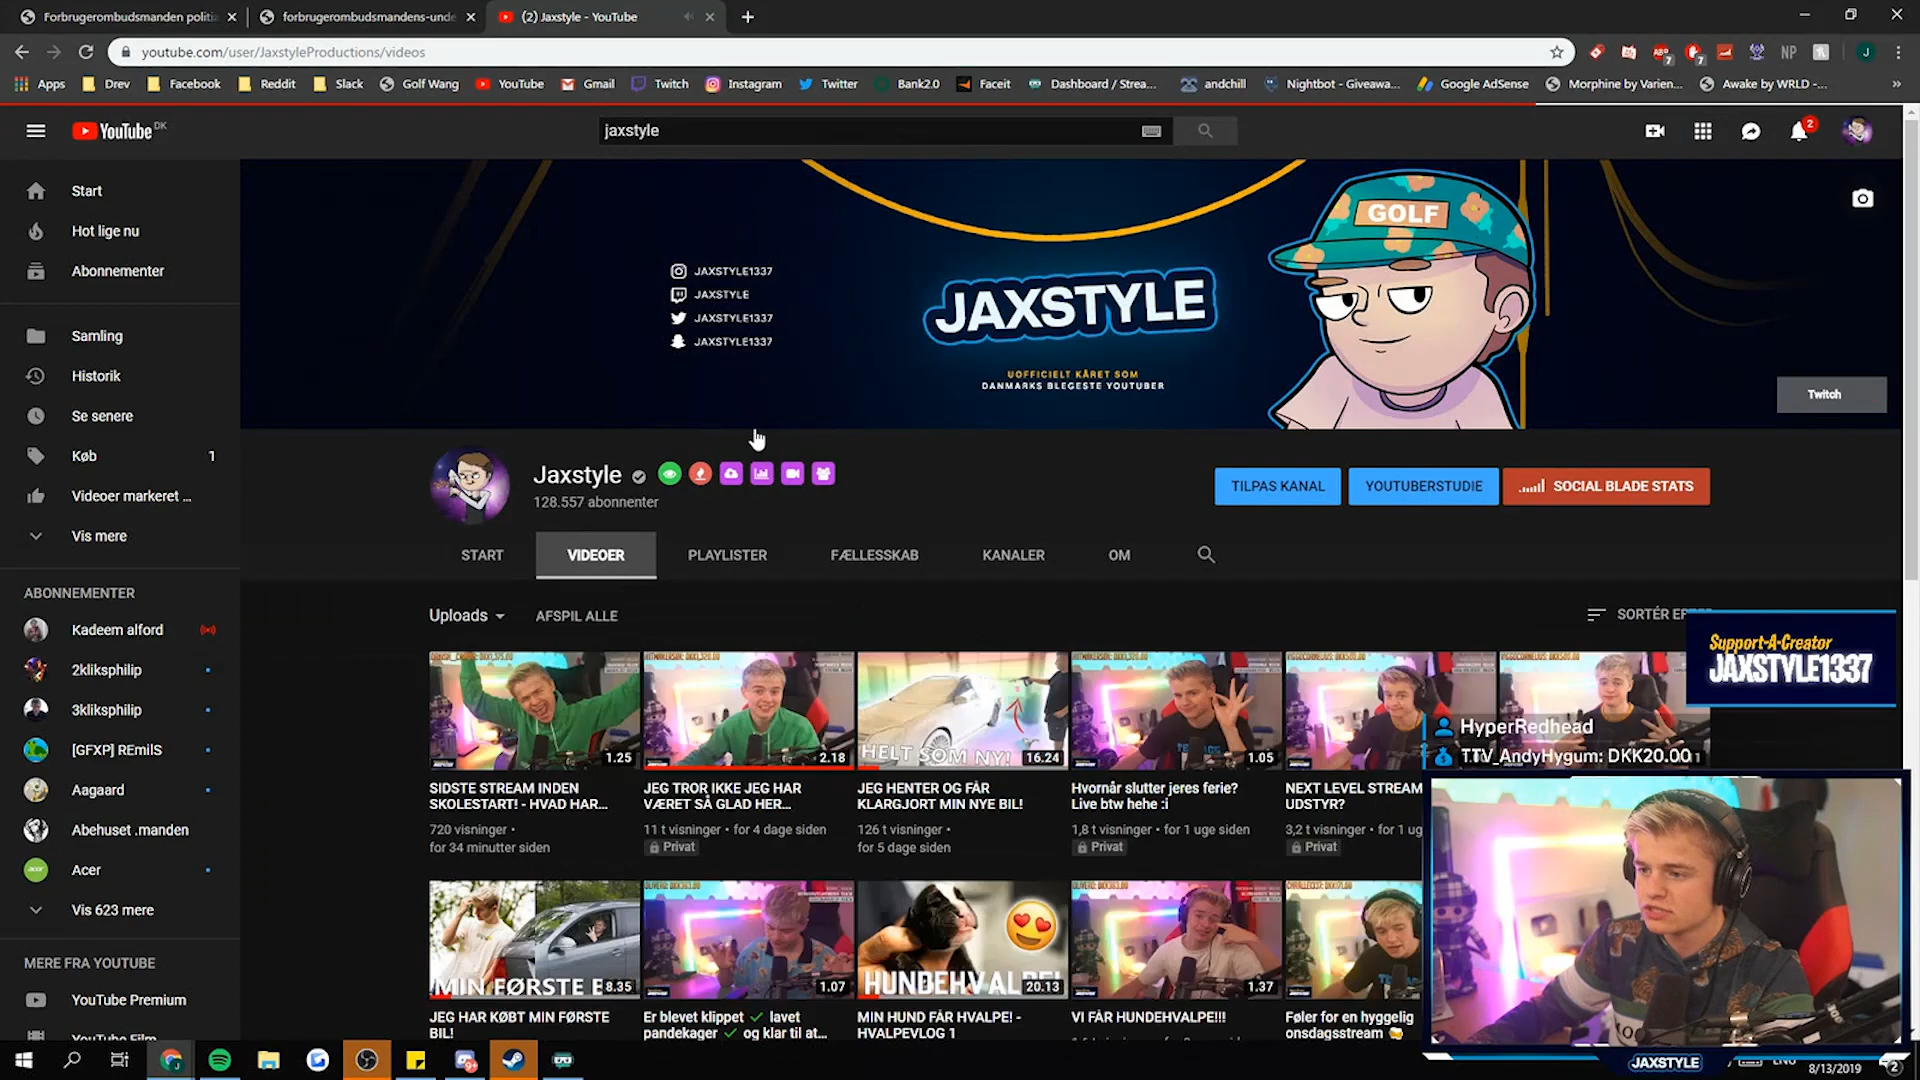 Forbrugerombudsmanden politi
forbrugerombudsmandens-unde
(2) Jaxstyle - YouTube
youtube.com/user/JaxstyleProductions/videos
Apps
Drev
Facebook
Reddit
Slack
Golf Wang
YouTube
Gmail
Twitch
Instagram
Twitter
Bank2.0
Faceit
Dashboard / Strea...
andchill
Nightbot - Giveawa...
Google AdSense
Morphine by Varien...
Awake by WRLD -...
YouTube DK
jaxstyle
2
Start
Hot lige nu
Abonnementer
Samling
Historik
Se senere
Køb 1
Videoer markeret ...
Vis mere
ABONNEMENTER
Kadeem alford
2kliksphilip
3kliksphilip
[GFXP] REmilS
Aagaard
Abehuset .manden
Acer
Vis 623 mere
MERE FRA YOUTUBE
YouTube Premium
YouTube Film
JAXSTYLE1337
JAXSTYLE
JAXSTYLE1337
JAXSTYLE1337
JAXSTYLE
UOFFICIELT KÅRET SOM
DANMARKS BLEGESTE YOUTUBER
GOLF
Twitch
Jaxstyle
128.557 abonnenter
TILPAS KANAL
YOUTUBERSTUDIE
SOCIAL BLADE STATS
START
VIDEOER
PLAYLISTER
FÆLLESSKAB
KANALER
OM
Uploads
AFSPIL ALLE
SORTÉR EFTE
Support-A-Creator
JAXSTYLE1337
HyperRedhead
TTV_AndyHygum: DKK20.00
1.25
SIDSTE STREAM INDEN
SKOLESTART! - HVAD HAR...
720 visninger •
for 34 minutter siden
2.18
JEG TROR IKKE JEG HAR
VÆRET SÅ GLAD HER...
11 t visninger • for 4 dage siden
Privat
HELT SOM NY!
16.24
JEG HENTER OG FÅR
KLARGJORT MIN NYE BIL!
126 t visninger •
for 5 dage siden
1.05
Hvornår slutter jeres ferie?
Live btw hehe :i
1,8 t visninger • for 1 uge siden
Privat
NEXT LEVEL STREAM
UDSTYR?
3,2 t visninger • for 1 ug
Privat
MIN FØRSTE B
8.35
JEG HAR KØBT MIN FØRSTE
BIL!
1.07
Er blevet klippet ✓ lavet
pandekager ✓ og klar til at...
HUNDEHVALPE!
20.13
MIN HUND FÅR HVALPE! -
HVALPEVLOG 1
1.37
VI FÅR HUNDEHVALPE!!!
Føler for en hyggelig
onsdagsstream
JAXSTYLE
ENG
8/13/2019
2